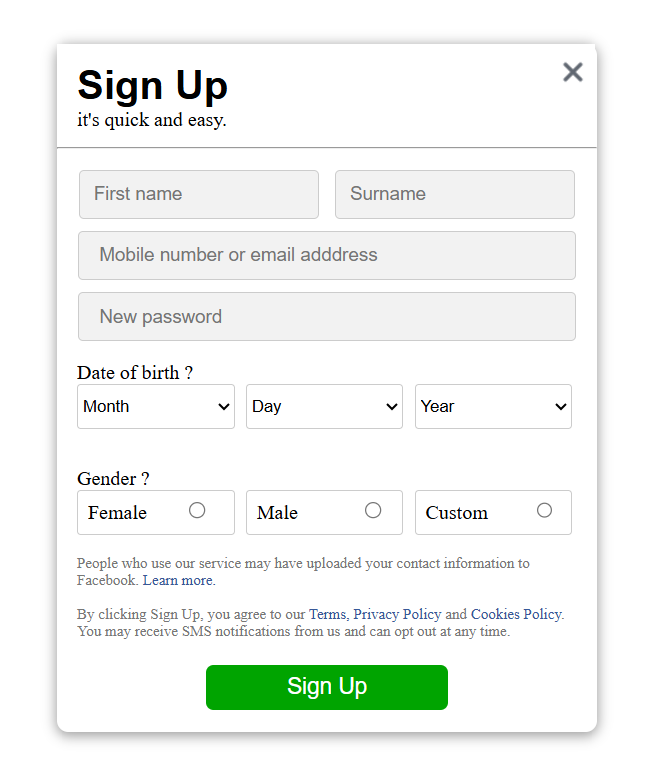 Sign Up
it's quick and easy.
First name Surname
Mobile number or email adddress
New password
Date of birth ?
Month Day Year
Gender ?
Female Male Custom
People who use our service may have uploaded your contact information to
Facebook. Learn more.
By clicking Sign Up, you agree to our Terms, Privacy Policy and Cookies Policy.
You may receive SMS notifications from us and can opt out at any time.
Sign Up